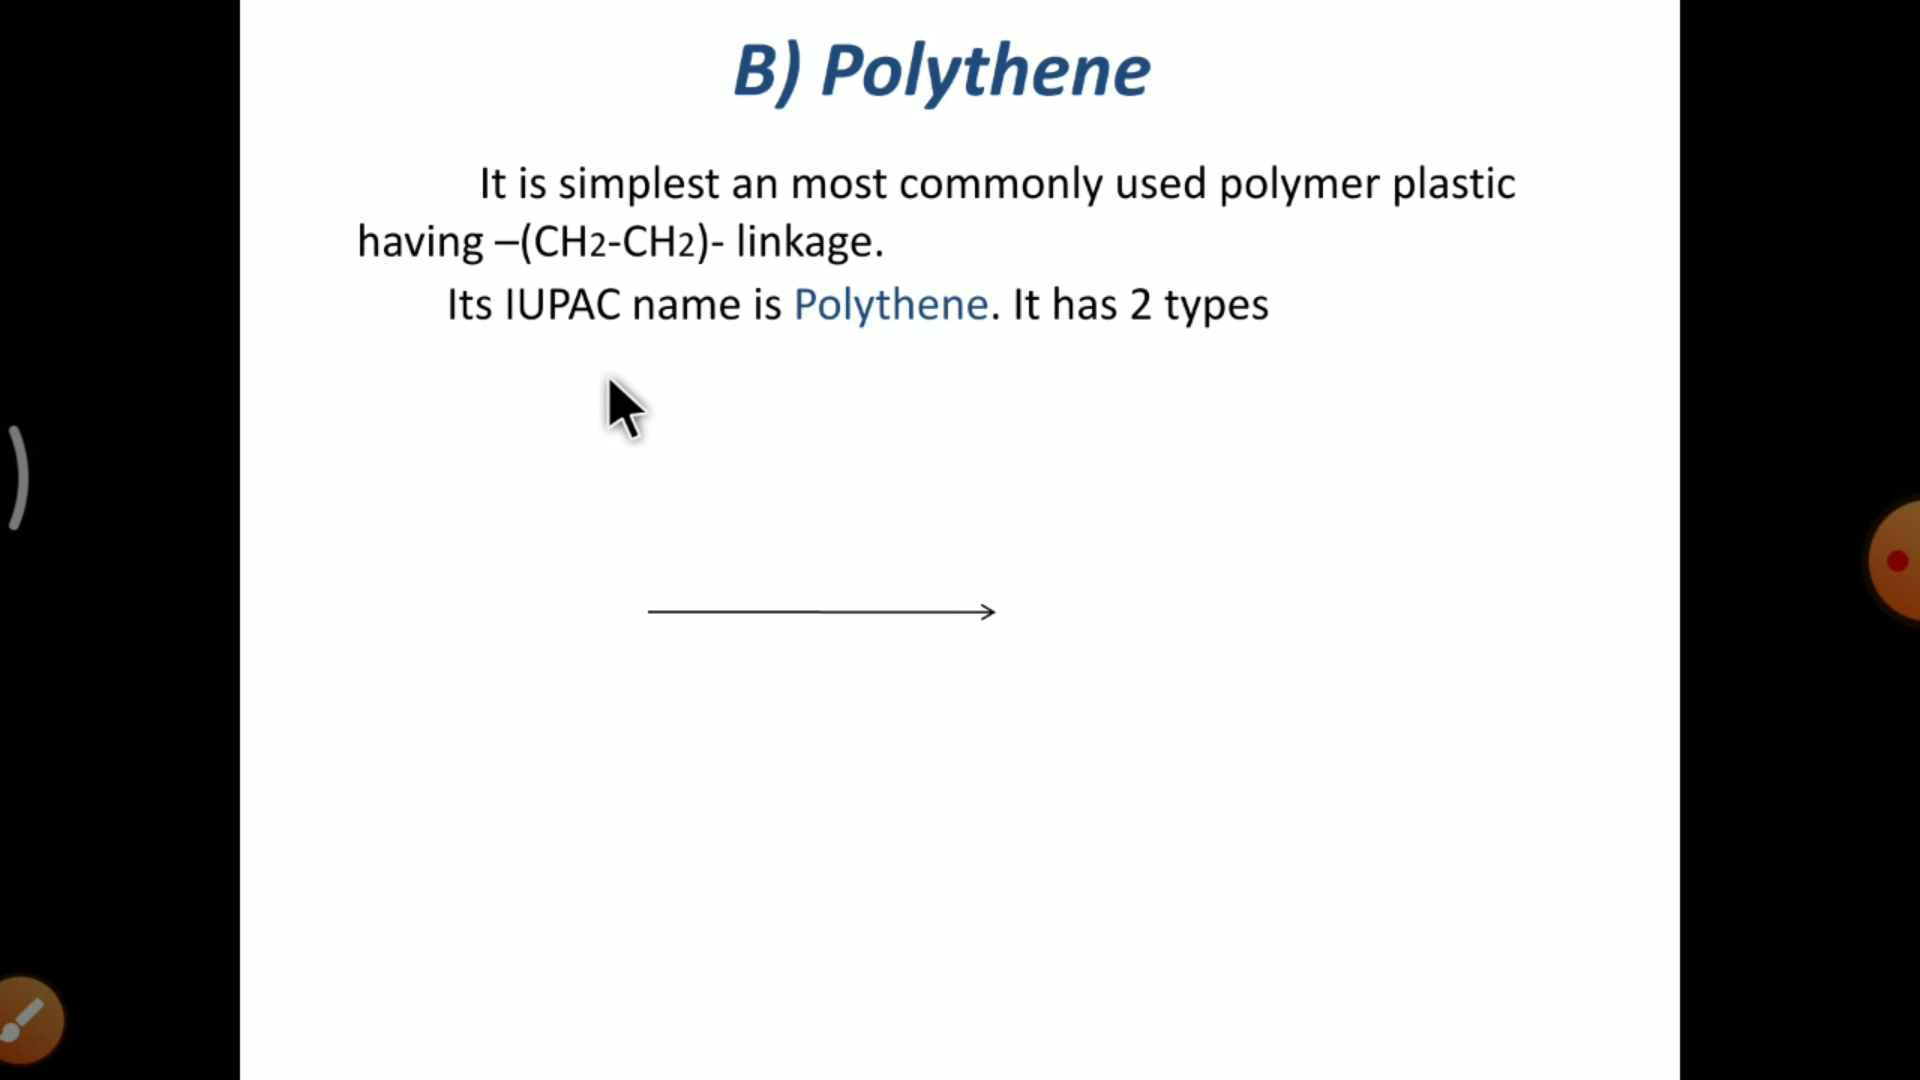 B) Polythene
It is simplest an most commonly used polymer plastic
having –(CH2-CH2)- linkage.
Its IUPAC name is Polythene. It has 2 types